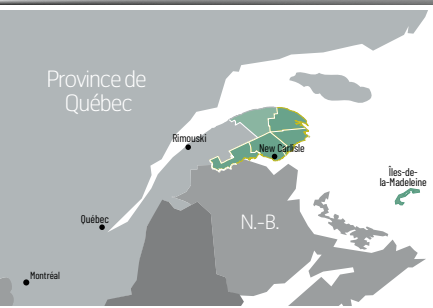 Province de
Québec
Rimouski
New Carlisle
Îles-de-
la-Madeleine
Québec
N.-B.
Montréal